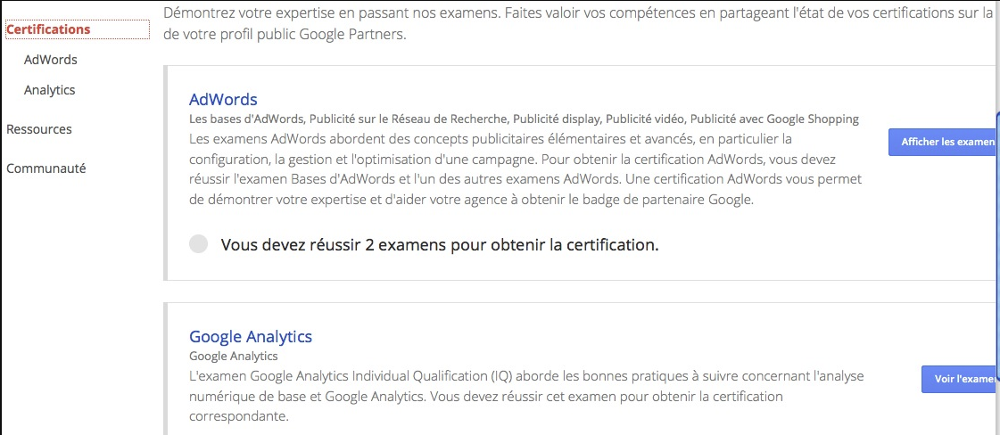 Démontrez votre expertise en passant nos examens. Faites valoir vos compétences en partageant l'état de vos certifications sur la
de votre profil public Google Partners.
Certifications
AdWords
Analytics
Ressources
Communauté
AdWords
Les bases d'AdWords, Publicité sur le Réseau de Recherche, Publicité display, Publicité vidéo, Publicité avec Google Shopping
Les examens AdWords abordent des concepts publicitaires élémentaires et avancés, en particulier la
configuration, la gestion et l'optimisation d'une campagne. Pour obtenir la certification AdWords, vous devez
réussir l'examen Bases d'AdWords et l'un des autres examens AdWords. Une certification AdWords vous permet
de démontrer votre expertise et d'aider votre agence à obtenir le badge de partenaire Google.
Afficher les examen
Vous devez réussir 2 examens pour obtenir la certification.
Google Analytics
Google Analytics
L'examen Google Analytics Individual Qualification (IQ) aborde les bonnes pratiques à suivre concernant l'analyse
numérique de base et Google Analytics. Vous devez réussir cet examen pour obtenir la certification
correspondante.
Voir l'exame